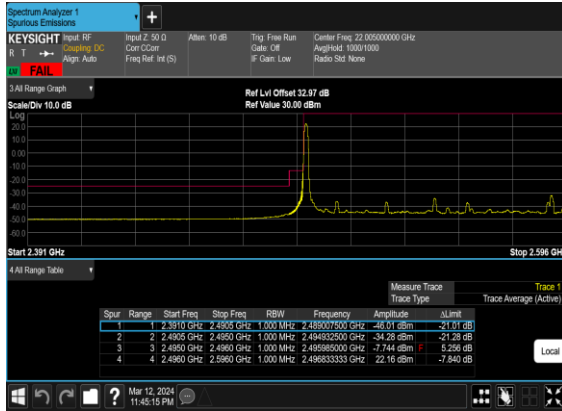 Spectrum Analyzer 1
Spurious Emissions
KEYSIGHT Input: RF Input Z: 50 Ω Atten: 10 dB Trig: Free Run Center Freq: 22.005000000 GHz
R T Coupling: DC Corr CCorr Gate: Off Avg|Hold: 1000/1000
Align: Auto Freq Ref: Int (S) IF Gain: Low Radio Std: None
LV FAIL
3 All Range Graph Ref Lvl Offset 32.97 dB
Scale/Div 10.0 dB Ref Value 30.00 dBm
Log
20.0
10.0
0.00
-10.0
-20.0
-30.0
-40.0
-50.0
-60.0
Start 2.391 GHz Stop 2.596 GH
4 All Range Table
Measure Trace Trace 1
Trace Type Trace Average (Active)
Spur Range Start Freq Stop Freq RBW Frequency Amplitude ΔLimit
1 1 2.3910 GHz 2.4905 GHz 1.000 MHz 2.489007500 GHz -46.01 dBm -21.01 dB
2 2 2.4905 GHz 2.4950 GHz 1.000 MHz 2.494932500 GHz -34.28 dBm -21.28 dB
3 3 2.4950 GHz 2.4960 GHz 1.000 MHz 2.495985000 GHz -7.744 dBm F 5.256 dB
4 4 2.4960 GHz 2.5960 GHz 1.000 MHz 2.496833333 GHz 22.16 dBm -7.840 dB
Local
? Mar 12, 2024
11:45:15 PM